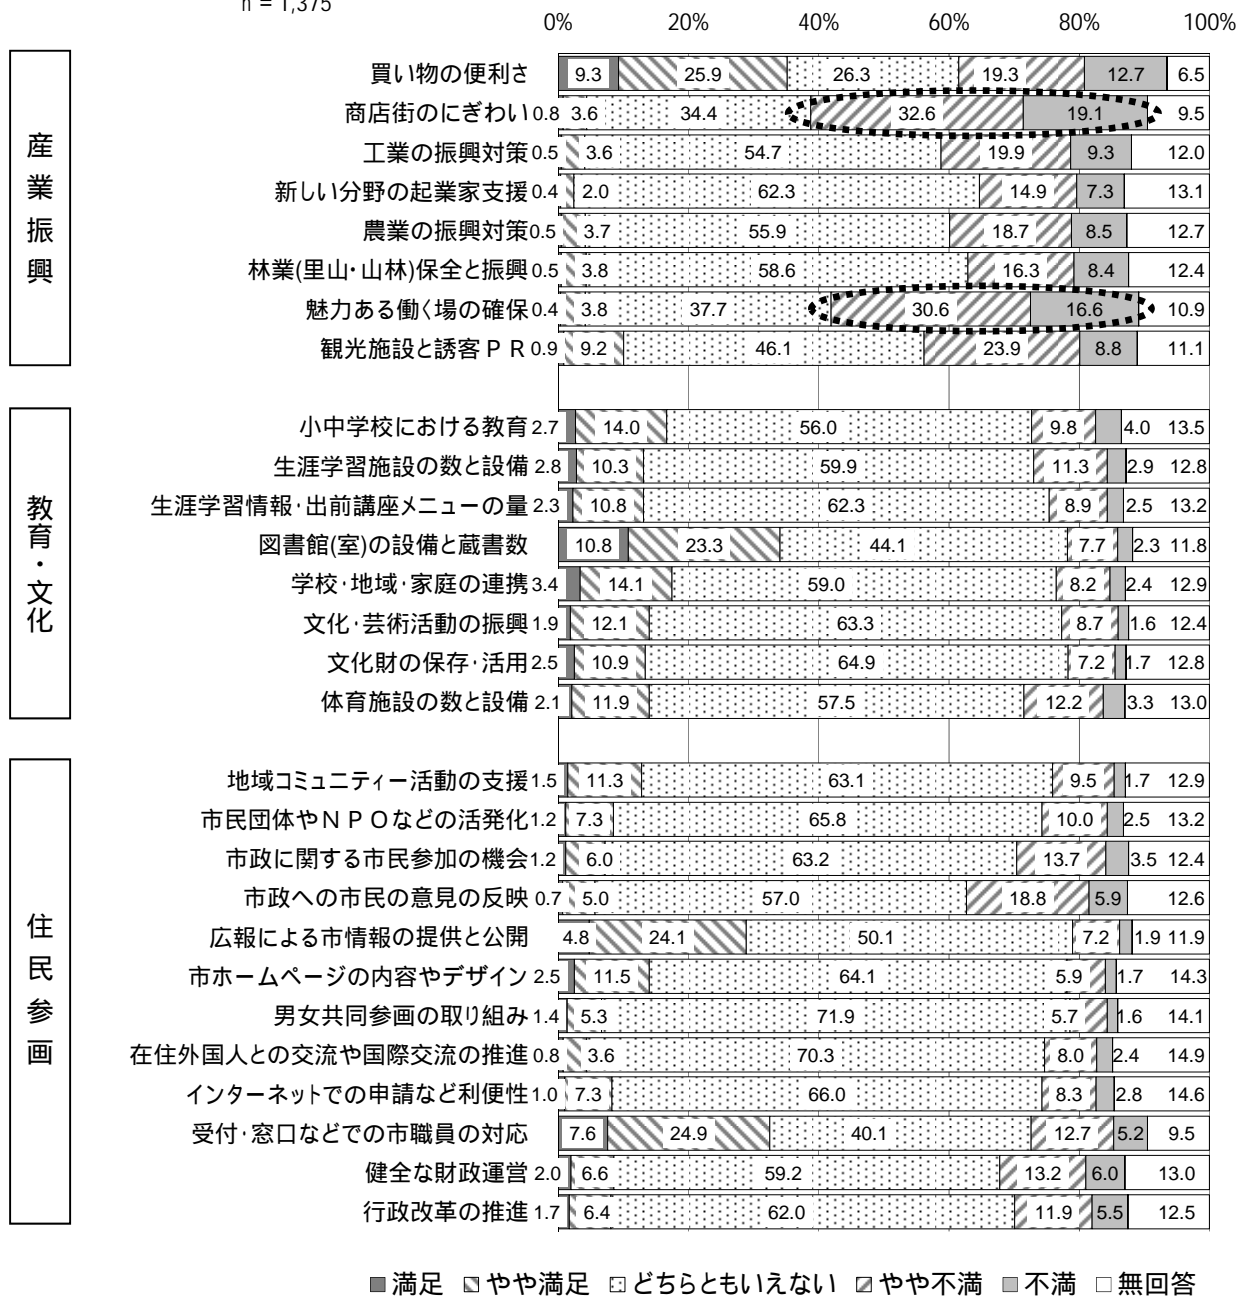 n = 1,375
0% 20% 40% 60% 80% 100%
産業振興
買い物の便利さ 9.3 25.9 26.3 19.3 12.7 6.5
商店街のにぎわい 0.8 3.6 34.4 32.6 19.1 9.5
工業の振興対策 0.5 3.6 54.7 19.9 9.3 12.0
新しい分野の起業家支援 0.4 2.0 62.3 14.9 7.3 13.1
農業の振興対策 0.5 3.7 55.9 18.7 8.5 12.7
林業(里山・山林)保全と振興 0.5 3.8 58.6 16.3 8.4 12.4
魅力ある働く場の確保 0.4 3.8 37.7 30.6 16.6 10.9
観光施設と誘客PR 0.9 9.2 46.1 23.9 8.8 11.1
教育・文化
小中学校における教育 2.7 14.0 56.0 9.8 4.0 13.5
生涯学習施設の数と設備 2.8 10.3 59.9 11.3 2.9 12.8
生涯学習情報・出前講座メニューの量 2.3 10.8 62.3 8.9 2.5 13.2
図書館(室)の設備と蔵書数 10.8 23.3 44.1 7.7 2.3 11.8
学校・地域・家庭の連携 3.4 14.1 59.0 8.2 2.4 12.9
文化・芸術活動の振興 1.9 12.1 63.3 8.7 1.6 12.4
文化財の保存・活用 2.5 10.9 64.9 7.2 1.7 12.8
体育施設の数と設備 2.1 11.9 57.5 12.2 3.3 13.0
住民参画
地域コミュニティー活動の支援 1.5 11.3 63.1 9.5 1.7 12.9
市民団体やNPOなどの活発化 1.2 7.3 65.8 10.0 2.5 13.2
市政に関する市民参加の機会 1.2 6.0 63.2 13.7 3.5 12.4
市政への市民の意見の反映 0.7 5.0 57.0 18.8 5.9 12.6
広報による市情報の提供と公開 4.8 24.1 50.1 7.2 1.9 11.9
市ホームページの内容やデザイン 2.5 11.5 64.1 5.9 1.7 14.3
男女共同参画の取り組み 1.4 5.3 71.9 5.7 1.6 14.1
在住外国人との交流や国際交流の推進 0.8 3.6 70.3 8.0 2.4 14.9
インターネットでの申請など利便性 1.0 7.3 66.0 8.3 2.8 14.6
受付・窓口などでの市職員の対応 7.6 24.9 40.1 12.7 5.2 9.5
健全な財政運営 2.0 6.6 59.2 13.2 6.0 13.0
行政改革の推進 1.7 6.4 62.0 11.9 5.5 12.5
満足 やや満足 どちらともいえない やや不満 不満 無回答